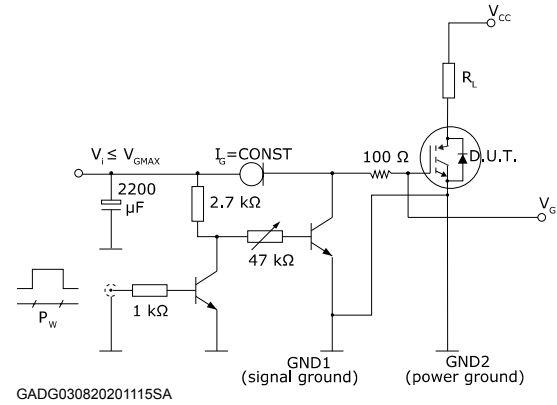 V_CC
R_L
V_i ≤ V_GMAX
I_G=CONST
100 Ω
D.U.T.
2200
µF
2.7 kΩ
V_G
47 kΩ
1 kΩ
P_W
GND1
(signal ground)
GND2
(power ground)
GADG030820201115SA